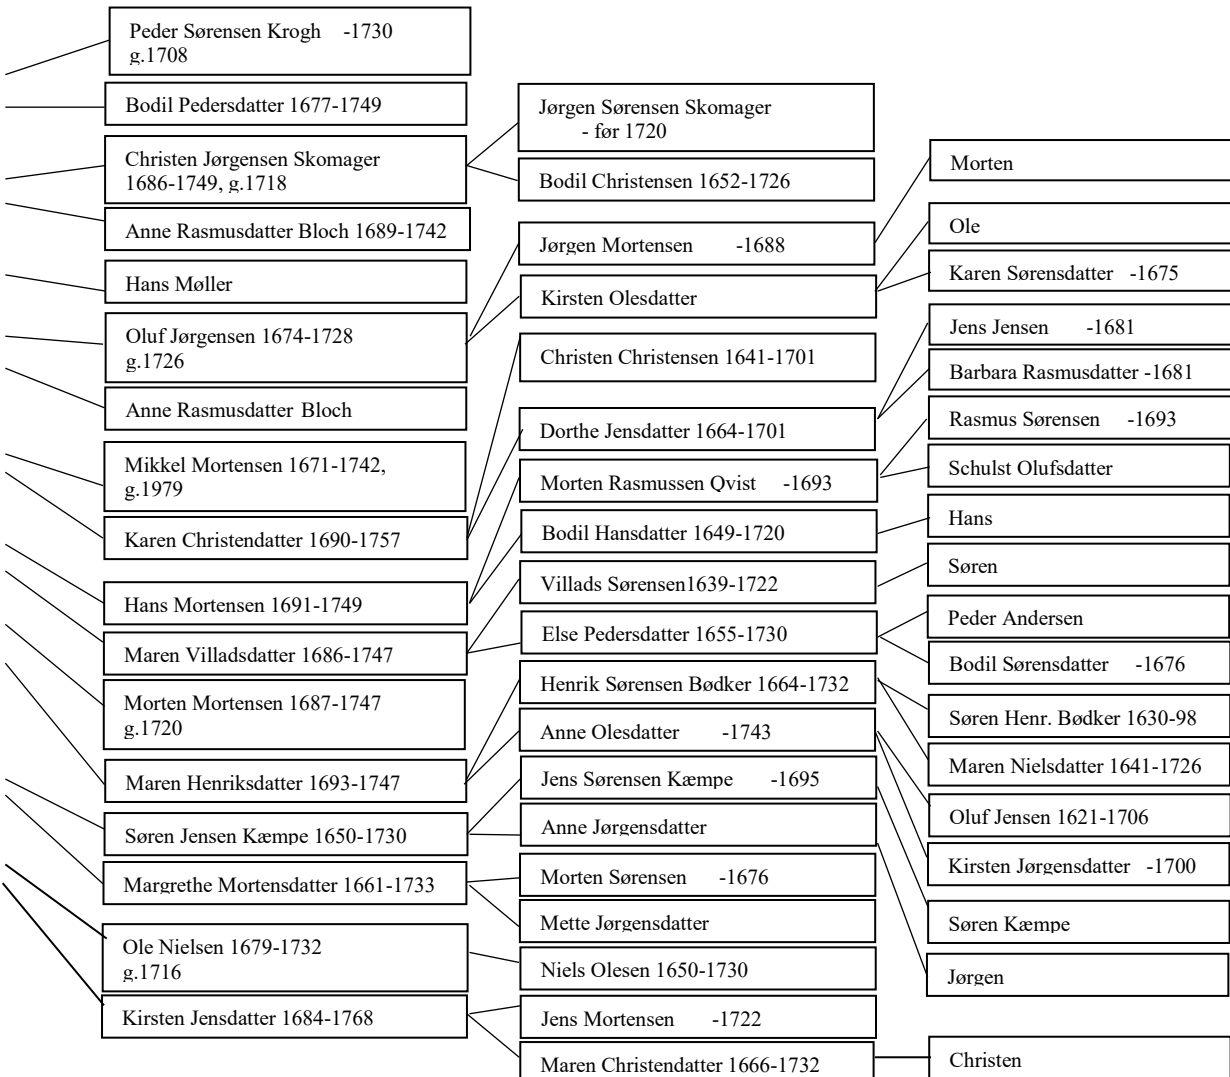 Peder Sørensen Krogh -1730
g.1708
Bodil Pedersdatter 1677-1749
Christen Jørgensen Skomager
1686-1749, g.1718
Anne Rasmusdatter Bloch 1689-1742
Hans Møller
Oluf Jørgensen 1674-1728
g.1726
Anne Rasmusdatter Bloch
Mikkel Mortensen 1671-1742,
g.1979
Karen Christendatter 1690-1757
Hans Mortensen 1691-1749
Maren Villadsdatter 1686-1747
Morten Mortensen 1687-1747
g.1720
Maren Henriksdatter 1693-1747
Søren Jensen Kæmpe 1650-1730
Margrethe Mortensdatter 1661-1733
Ole Nielsen 1679-1732
g.1716
Kirsten Jensdatter 1684-1768
Jørgen Sørensen Skomager
- før 1720
Bodil Christensen 1652-1726
Jørgen Mortensen -1688
Kirsten Olesdatter
Christen Christensen 1641-1701
Dorthe Jensdatter 1664-1701
Morten Rasmussen Qvist -1693
Bodil Hansdatter 1649-1720
Villads Sørensen1639-1722
Else Pedersdatter 1655-1730
Henrik Sørensen Bødker 1664-1732
Anne Olesdatter -1743
Jens Sørensen Kæmpe -1695
Anne Jørgensdatter
Morten Sørensen -1676
Mette Jørgensdatter
Niels Olesen 1650-1730
Jens Mortensen -1722
Maren Christendatter 1666-1732
Morten
Ole
Karen Sørensdatter -1675
Jens Jensen -1681
Barbara Rasmusdatter -1681
Rasmus Sørensen -1693
Schulst Olufsdatter
Hans
Søren
Peder Andersen
Bodil Sørensdatter -1676
Søren Henr. Bødker 1630-98
Maren Nielsdatter 1641-1726
Oluf Jensen 1621-1706
Kirsten Jørgensdatter -1700
Søren Kæmpe
Jørgen
Christen